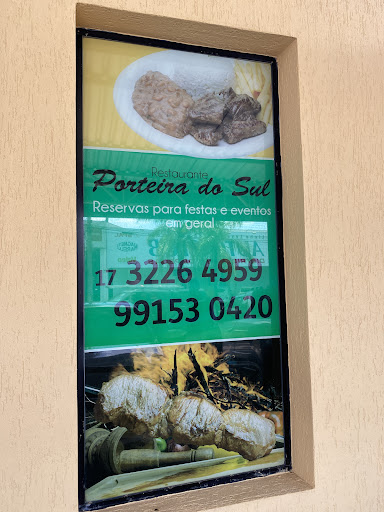 Restaurante
Porteira do Sul
Reservas para festas e eventos
em geral
17 3226 4959
99153 0420